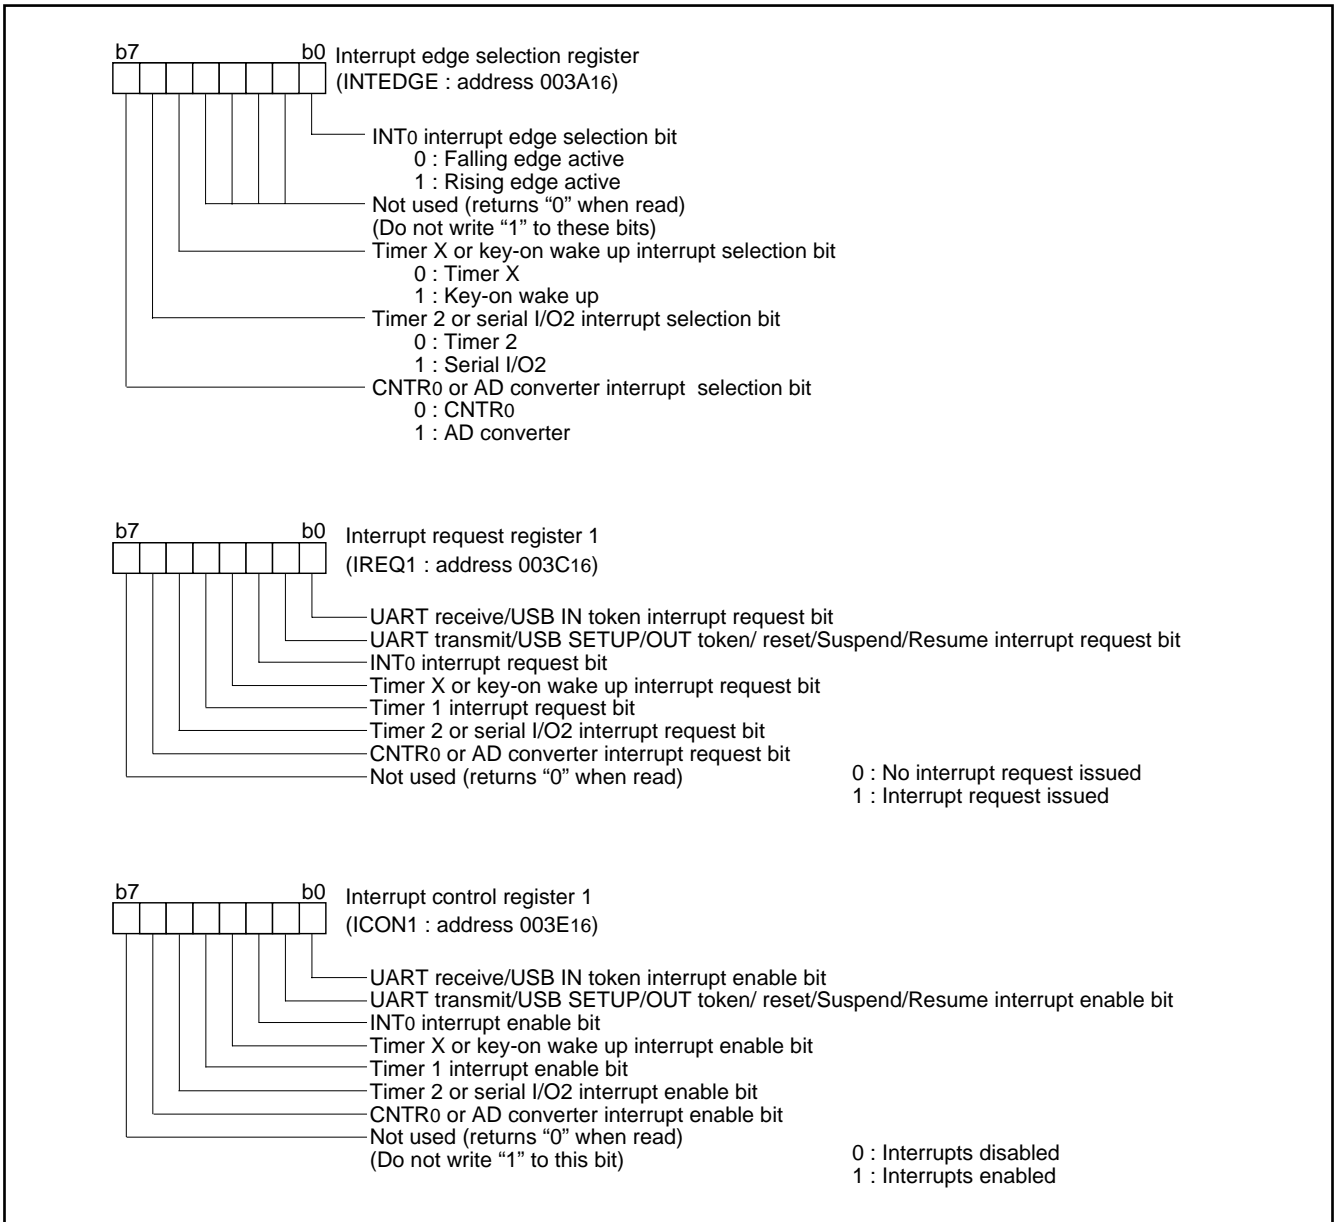 b7 b0 Interrupt edge selection register
(INTEDGE : address 003A16)
INT0 interrupt edge selection bit
0 : Falling edge active
1 : Rising edge active
Not used (returns “0” when read)
(Do not write “1” to these bits)
Timer X or key-on wake up interrupt selection bit
0 : Timer X
1 : Key-on wake up
Timer 2 or serial I/O2 interrupt selection bit
0 : Timer 2
1 : Serial I/O2
CNTR0 or AD converter interrupt selection bit
0 : CNTR0
1 : AD converter
b7 b0 Interrupt request register 1
(IREQ1 : address 003C16)
UART receive/USB IN token interrupt request bit
UART transmit/USB SETUP/OUT token/ reset/Suspend/Resume interrupt request bit
INT0 interrupt request bit
Timer X or key-on wake up interrupt request bit
Timer 1 interrupt request bit
Timer 2 or serial I/O2 interrupt request bit
CNTR0 or AD converter interrupt request bit
Not used (returns “0” when read)
0 : No interrupt request issued
1 : Interrupt request issued
b7 b0 Interrupt control register 1
(ICON1 : address 003E16)
UART receive/USB IN token interrupt enable bit
UART transmit/USB SETUP/OUT token/ reset/Suspend/Resume interrupt enable bit
INT0 interrupt enable bit
Timer X or key-on wake up interrupt enable bit
Timer 1 interrupt enable bit
Timer 2 or serial I/O2 interrupt enable bit
CNTR0 or AD converter interrupt enable bit
Not used (returns “0” when read)
(Do not write “1” to this bit)
0 : Interrupts disabled
1 : Interrupts enabled